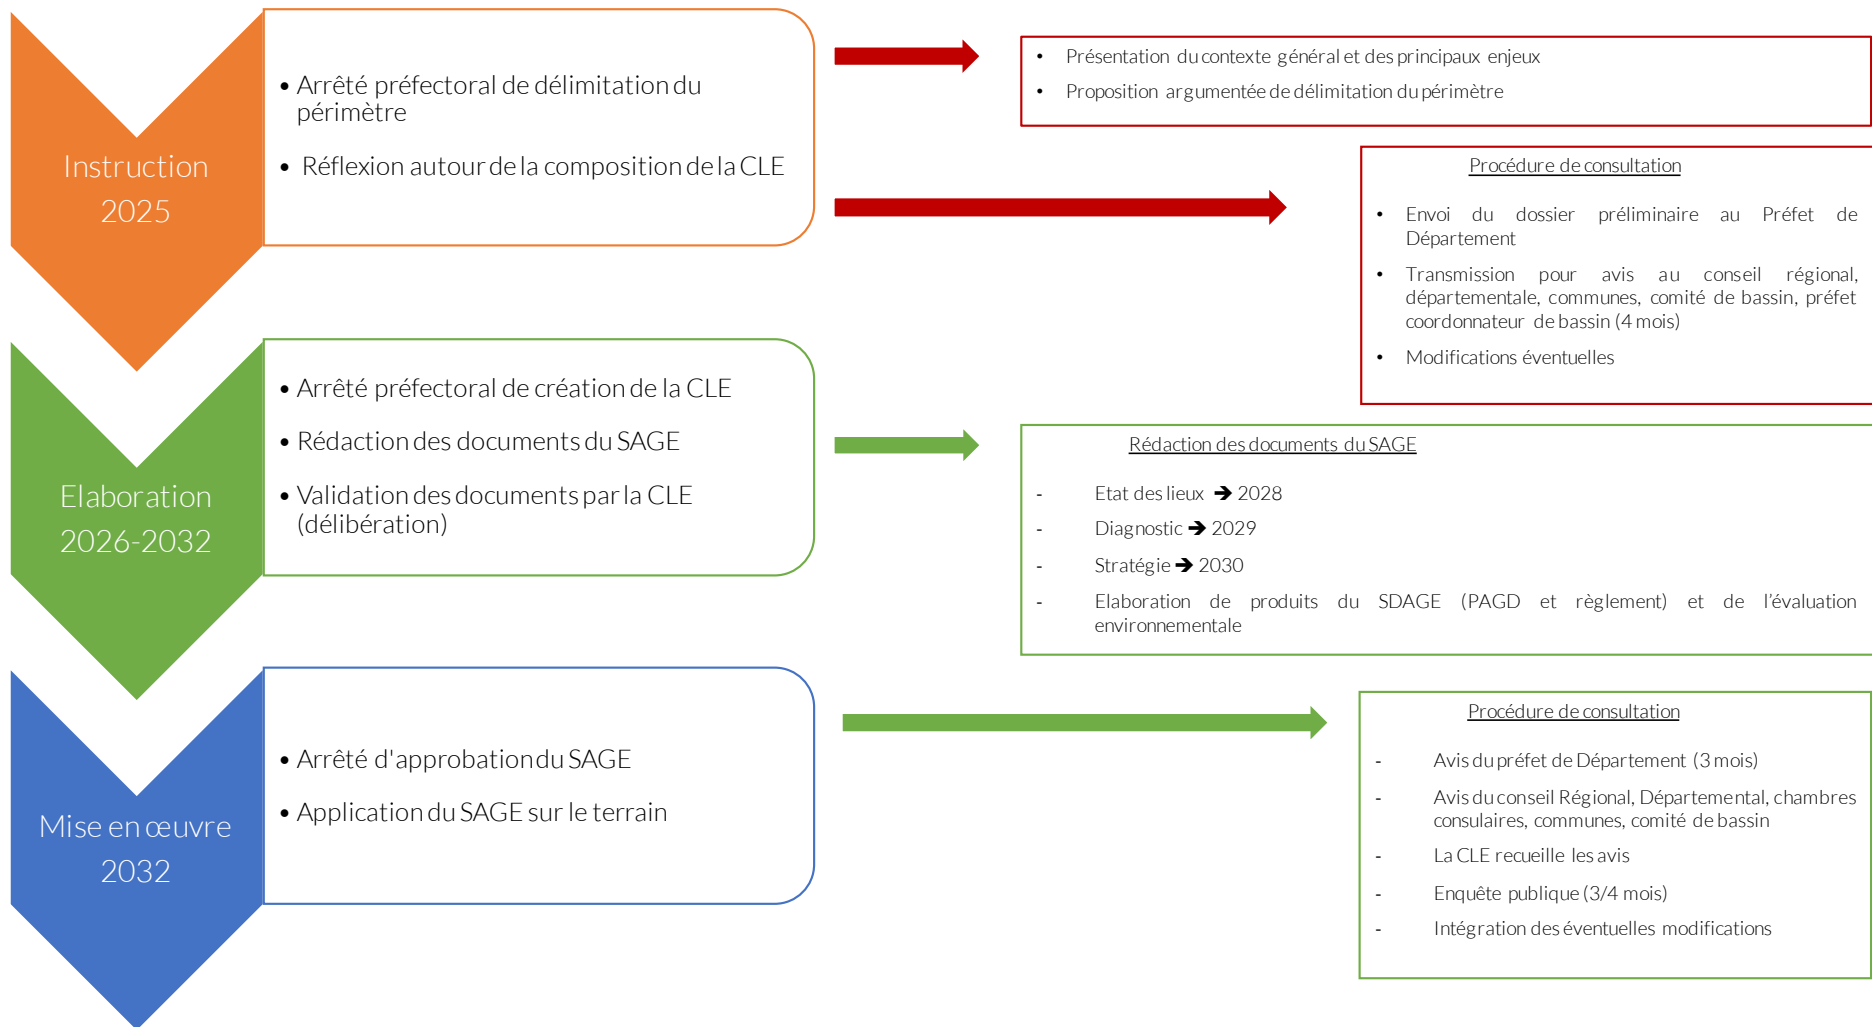 Instruction
2025
• Arrêté préfectoral de délimitation du
périmètre
• Réflexion autour de la composition de la CLE
• Présentation du contexte général et des principaux enjeux
• Proposition argumentée de délimitation du périmètre
Procédure de consultation
• Envoi du dossier préliminaire au Préfet de
Département
• Transmission pour avis au conseil régional,
départementale, communes, comité de bassin, préfet
coordonnateur de bassin (4 mois)
• Modifications éventuelles
Elaboration
2026-2032
• Arrêté préfectoral de création de la CLE
• Rédaction des documents du SAGE
• Validation des documents par la CLE
(délibération)
Rédaction des documents du SAGE
- Etat des lieux ➔ 2028
- Diagnostic ➔ 2029
- Stratégie ➔ 2030
- Elaboration de produits du SDAGE (PAGD et règlement) et de l’évaluation
environnementale
Mise en œuvre
2032
• Arrêté d'approbation du SAGE
• Application du SAGE sur le terrain
Procédure de consultation
- Avis du préfet de Département (3 mois)
- Avis du conseil Régional, Départemental, chambres
consulaires, communes, comité de bassin
- La CLE recueille les avis
- Enquête publique (3/4 mois)
- Intégration des éventuelles modifications